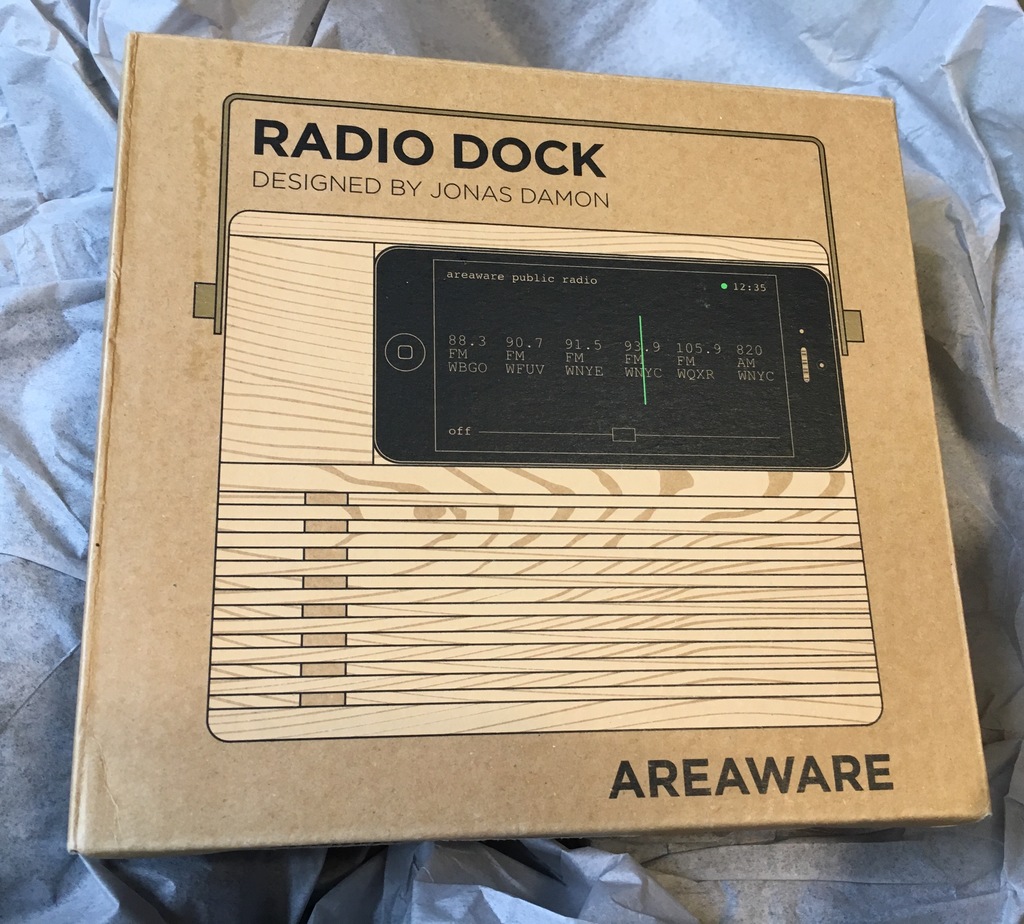 RADIO DOCK
DESIGNED BY JONAS DAMON
areaware public radio
12:35
88.3 90.7 91.5 93.9 105.9 820
FM FM FM FM FM AM
WBGO WFUV WNYE WNYC WQXR WNYC
off
AREAWARE